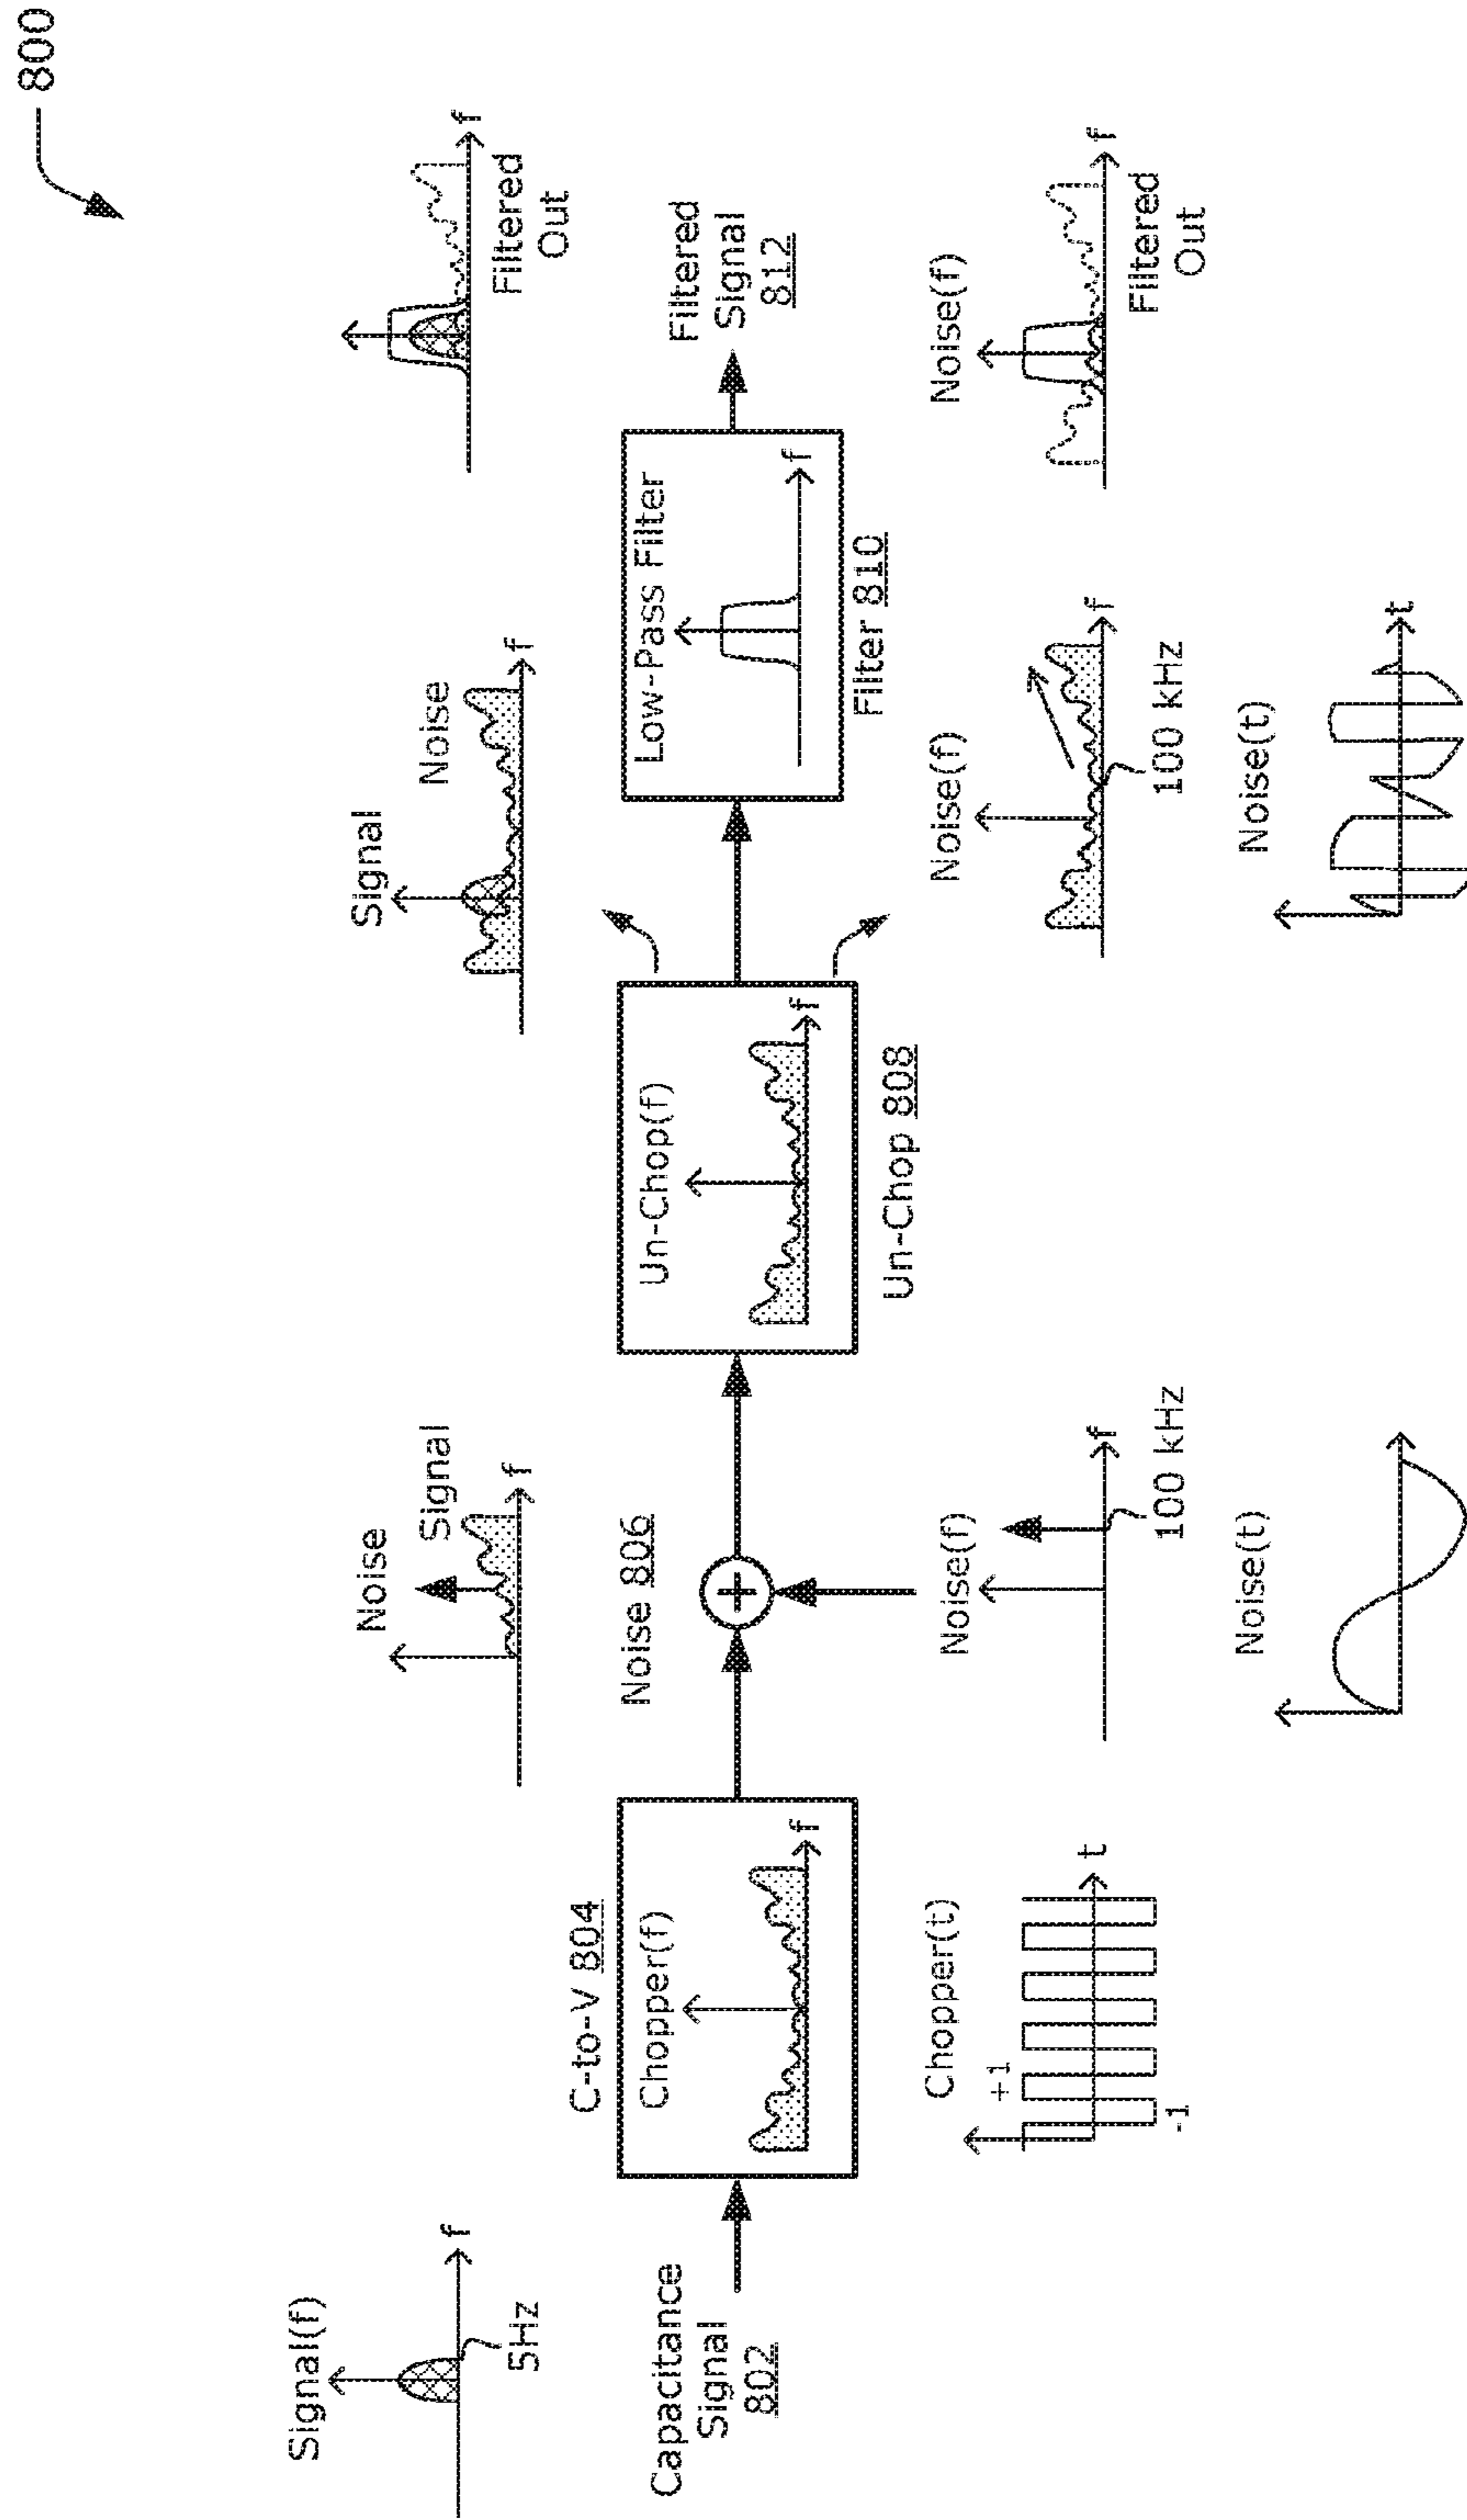 800
Signal(f)
f
5Hz
Noise
Signal
f
Signal
Noise
f
f
Filtered
Out
Capacitance
Signal
802
C-to-V 804
Chopper(f)
f
Noise 806
Un-Chop(f)
f
Un-Chop 808
Low-Pass Filter
f
Filter 810
Filtered
Signal
812
Chopper(t)
+1
-1
t
Noise(f)
f
100 kHz
Noise(f)
f
100 kHz
Noise(f)
f
Filtered
Out
Noise(t)
Noise(t)
t